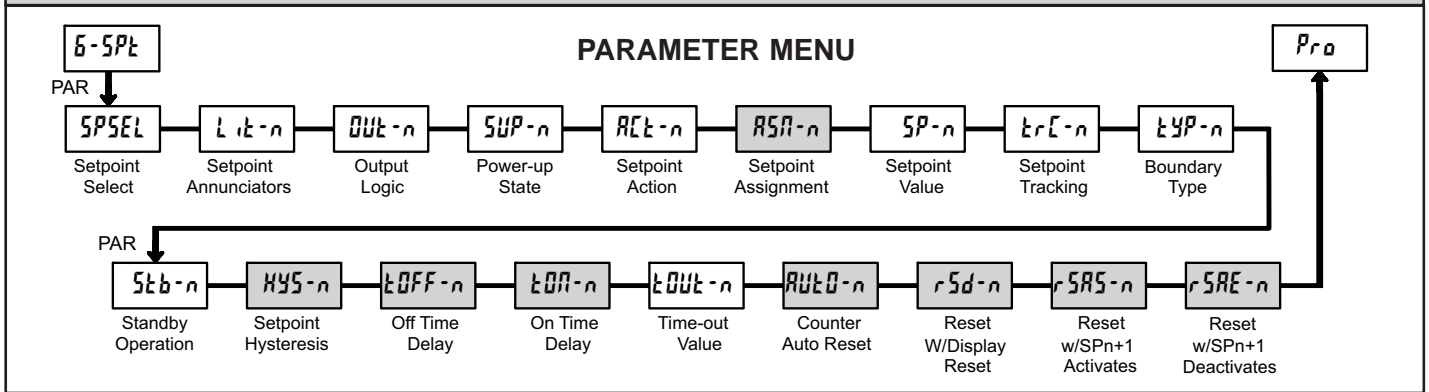 6-SPt
PARAMETER MENU
Pro
PAR
SPSEL
Lit-n
OUt-n
SUP-n
ACt-n
ASN-n
SP-n
trC-n
tYP-n
Setpoint Select
Setpoint Annunciators
Output Logic
Power-up State
Setpoint Action
Setpoint Assignment
Setpoint Value
Setpoint Tracking
Boundary Type
PAR
Stb-n
HYS-n
tOFF-n
tON-n
tOUt-n
AUtO-n
rSd-n
rSAS-n
rSAE-n
Standby Operation
Setpoint Hysteresis
Off Time Delay
On Time Delay
Time-out Value
Counter Auto Reset
Reset W/Display Reset
Reset w/SPn+1 Activates
Reset w/SPn+1 Deactivates